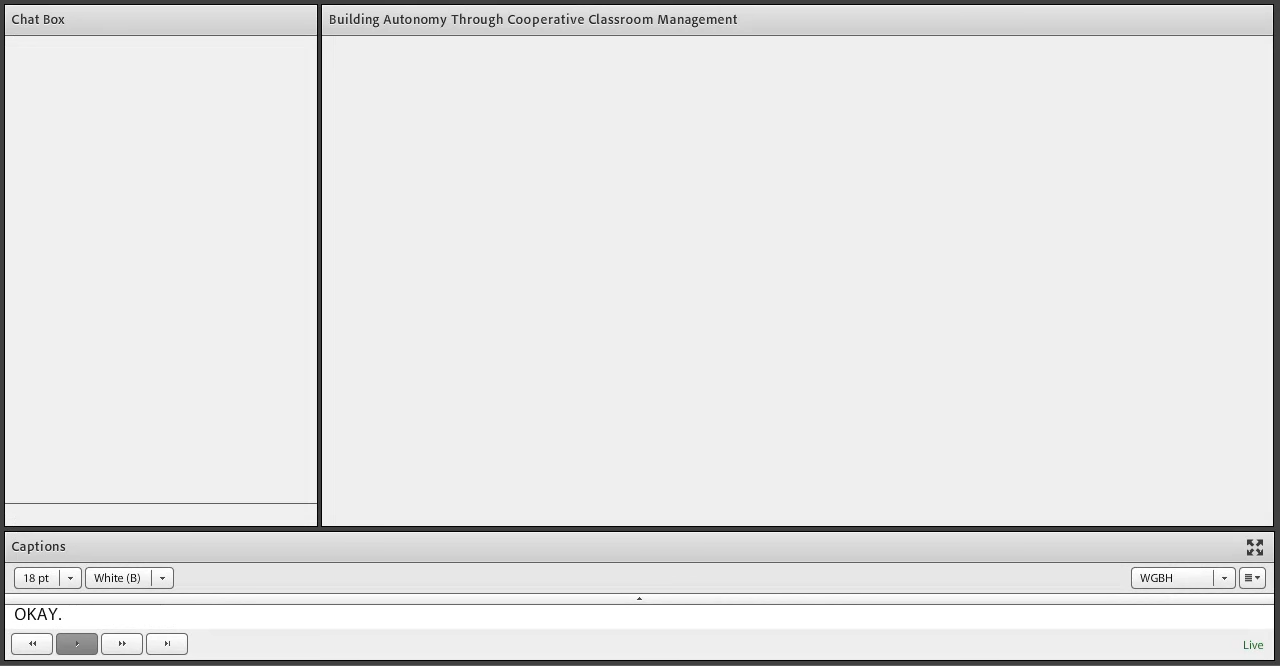 Chat Box
Building Autonomy Through Cooperative Classroom Management
Captions
18 pt
White (B)
WGBH
OKAY.
Live